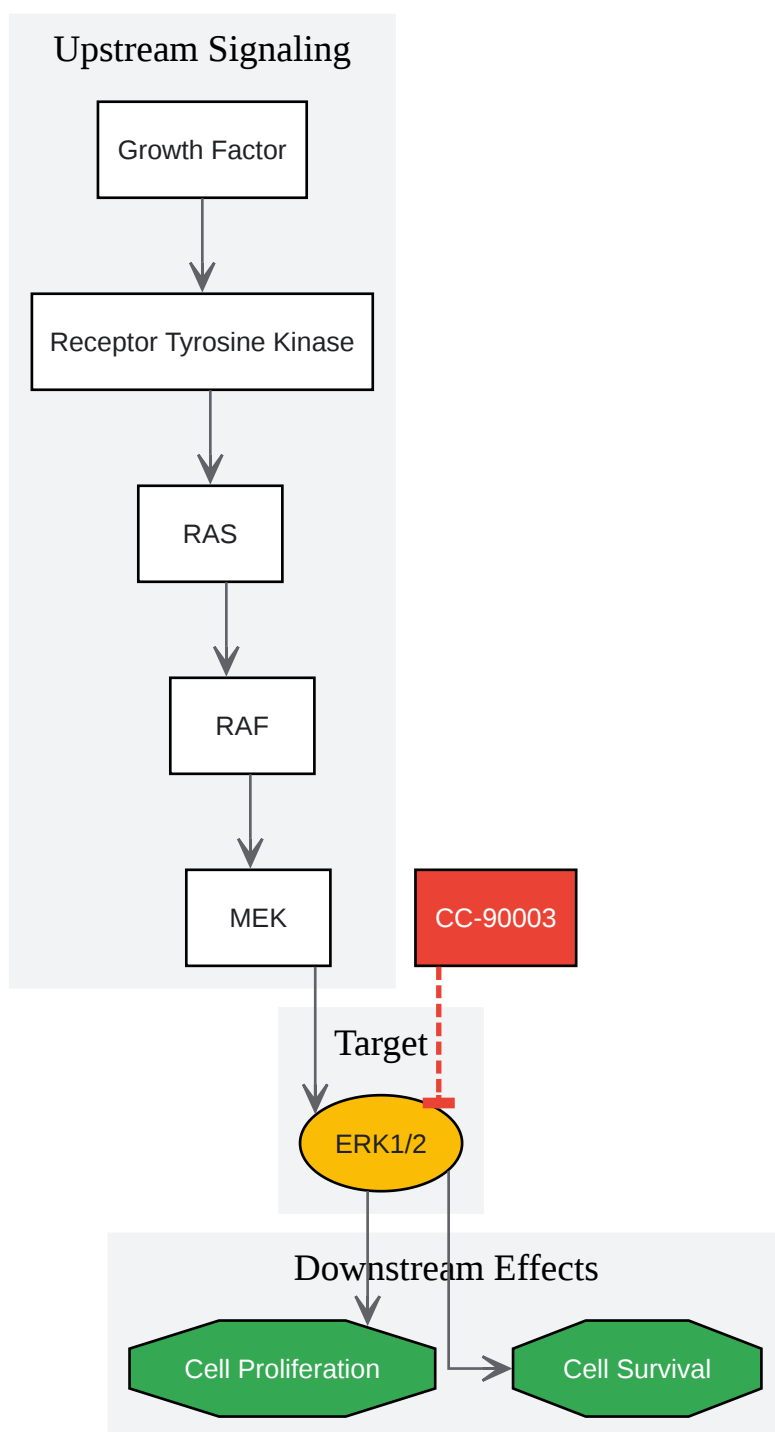 Upstream Signaling
Growth Factor
Receptor Tyrosine Kinase
RAS
RAF
MEK
CC-90003
Target
ERK1/2
Downstream Effects
Cell Proliferation
Cell Survival